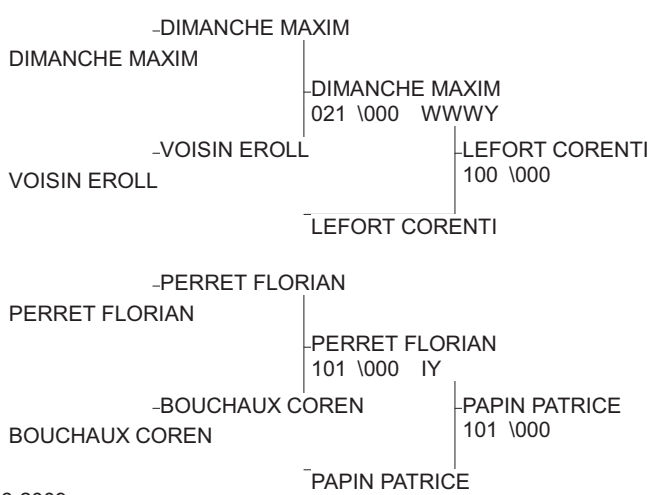 DIMANCHE MAXIM
DIMANCHE MAXIM
DIMANCHE MAXIM
021 \000 WWWY
VOISIN EROLL
LEFORT CORENTI
VOISIN EROLL
100 \000
LEFORT CORENTI
PERRET FLORIAN
PERRET FLORIAN
PERRET FLORIAN
101 \000 IY
BOUCHAUX COREN
PAPIN PATRICE
BOUCHAUX COREN
101 \000
PAPIN PATRICE